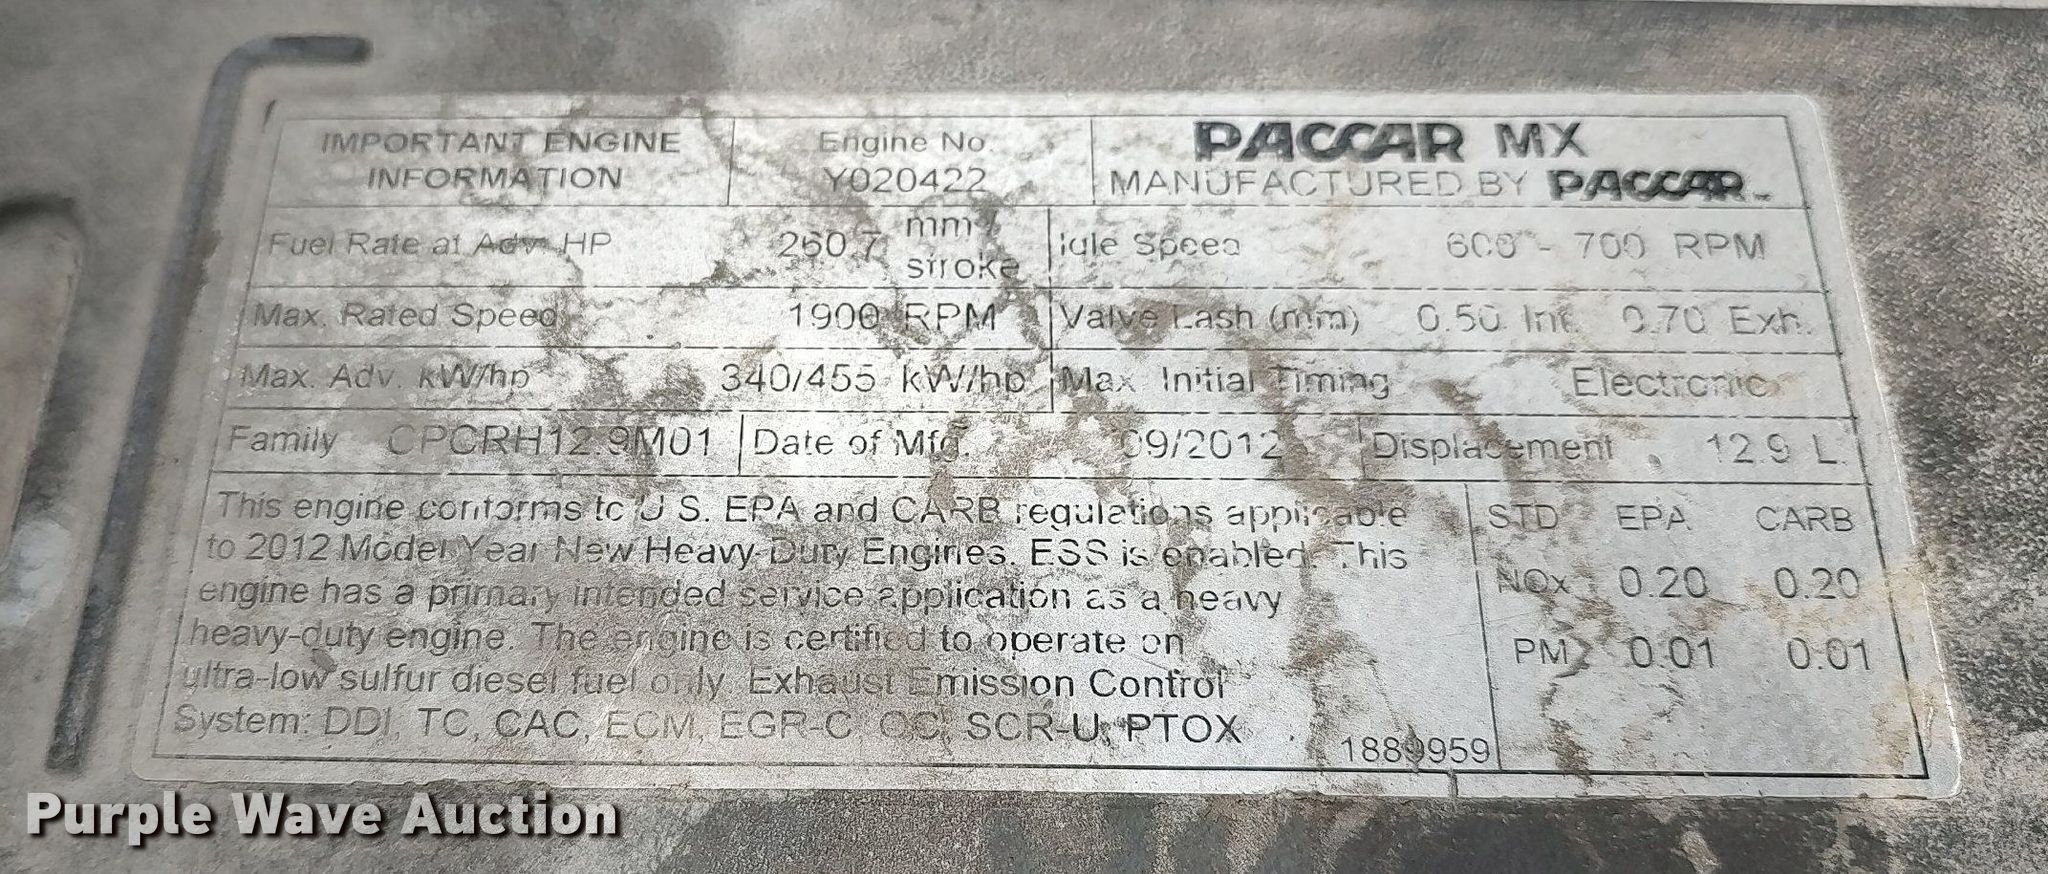 IMPORTANT ENGINE INFORMATION
Engine No.
Y020422
PACCAR MX
MANUFACTURED BY PACCAR
Fuel Rate at Adv. HP 260.7 mm³/stroke
Idle Speed 600 - 700 RPM
Max. Rated Speed 1900 RPM
Valve Lash (mm) 0.50 Int. 0.70 Exh.
Max. Adv. kW/hp 340/455 kW/hp
Max Initial Timing Electronic
Family CPCRH12.9M01
Date of Mfg. 09/2012
Displacement 12.9 L.
This engine conforms to U.S. EPA and CARB regulations applicable
to 2012 Model Year New Heavy-Duty Engines. ESS is enabled. This
engine has a primary intended service application as a heavy
heavy-duty engine. The engine is certified to operate on
ultra-low sulfur diesel fuel only. Exhaust Emission Control
System: DDI, TC, CAC, ECM, EGR-C, OC, SCR-U, PTOX
1889959
STD EPA CARB
NOx 0.20 0.20
PM 0.01 0.01
Purple Wave Auction